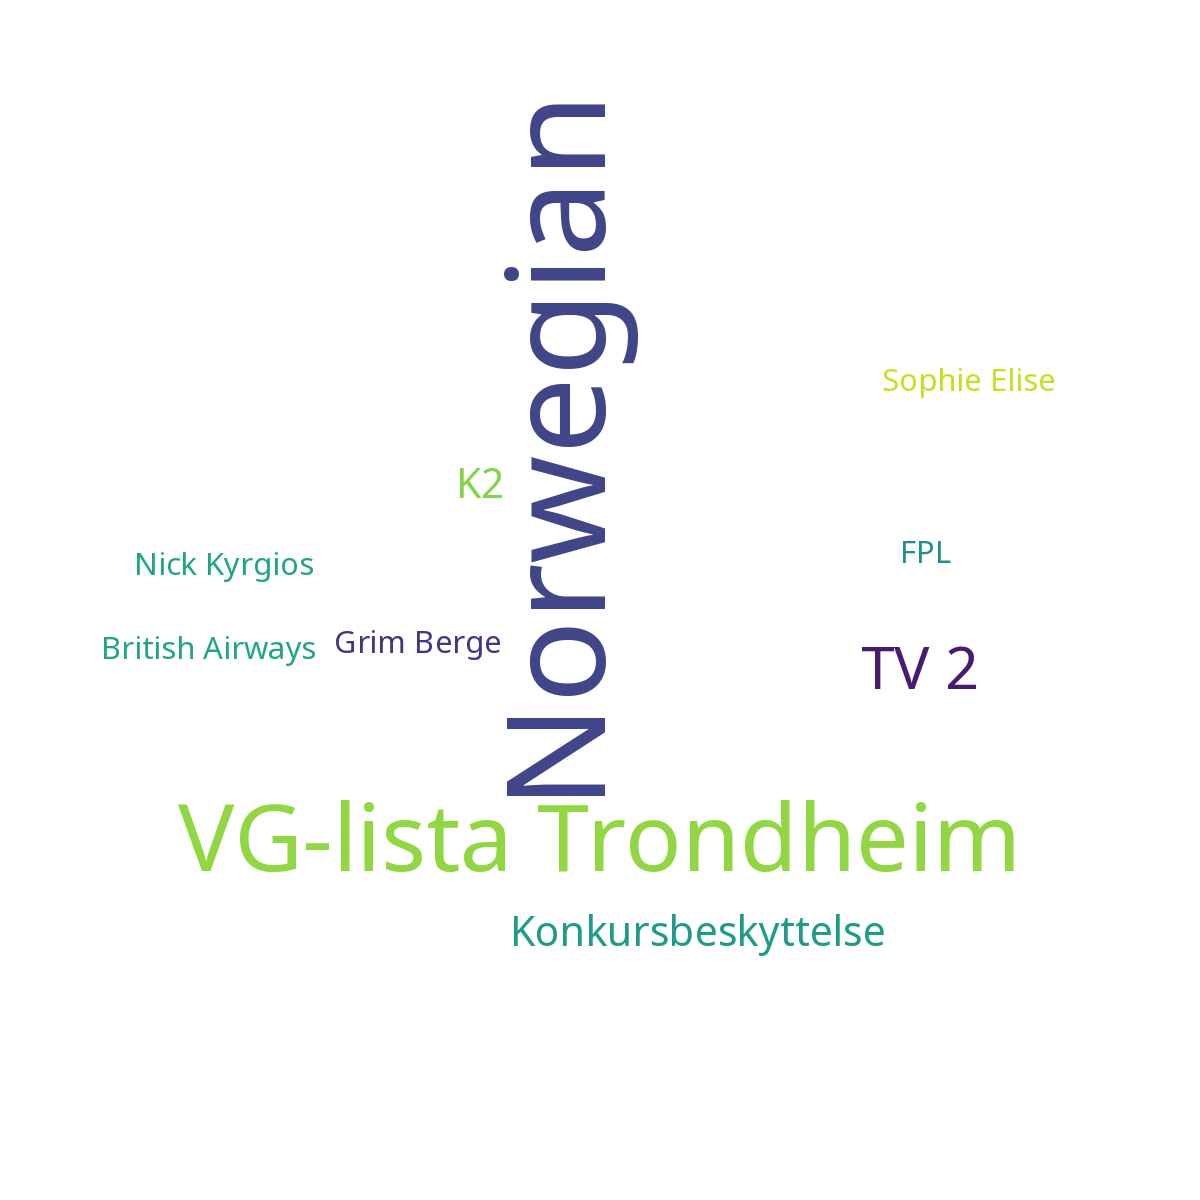 Norwegian
Sophie Elise
K2
FPL
Nick Kyrgios
Grim Berge
British Airways
TV 2
VG-lista Trondheim
Konkursbeskyttelse